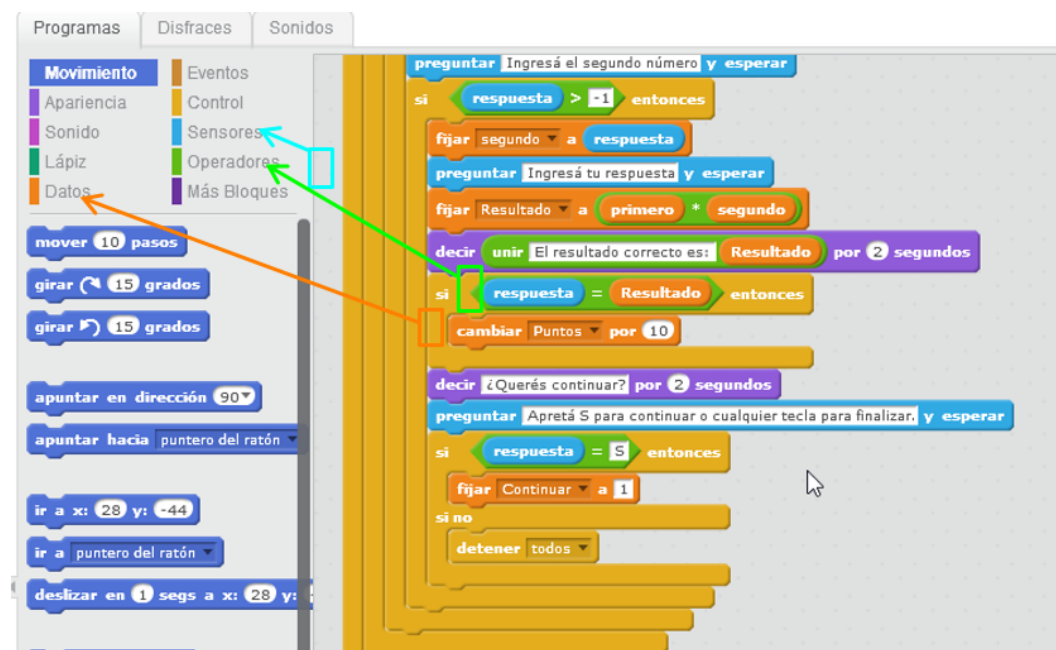 Programas Disfraces Sonidos
Movimiento Eventos
Apariencia Control
Sonido Sensores
Lápiz Operadores
Datos Más Bloques
mover 10 pasos
girar 15 grados
girar 15 grados
apuntar en dirección 90
apuntar hacia puntero del ratón
ir a x: 28 y: -44
ir a puntero del ratón
deslizar en 1 segs a x: 28 y:
preguntar Ingresá el segundo número y esperar
si respuesta > -1 entonces
fijar segundo a respuesta
preguntar Ingresá tu respuesta y esperar
fijar Resultado a primero * segundo
decir unir El resultado correcto es: Resultado por 2 segundos
si respuesta = Resultado entonces
cambiar Puntos por 10
decir ¿Querés continuar? por 2 segundos
preguntar Apretá S para continuar o cualquier tecla para finalizar. y esperar
si respuesta = S entonces
fijar Continuar a 1
si no
detener todos